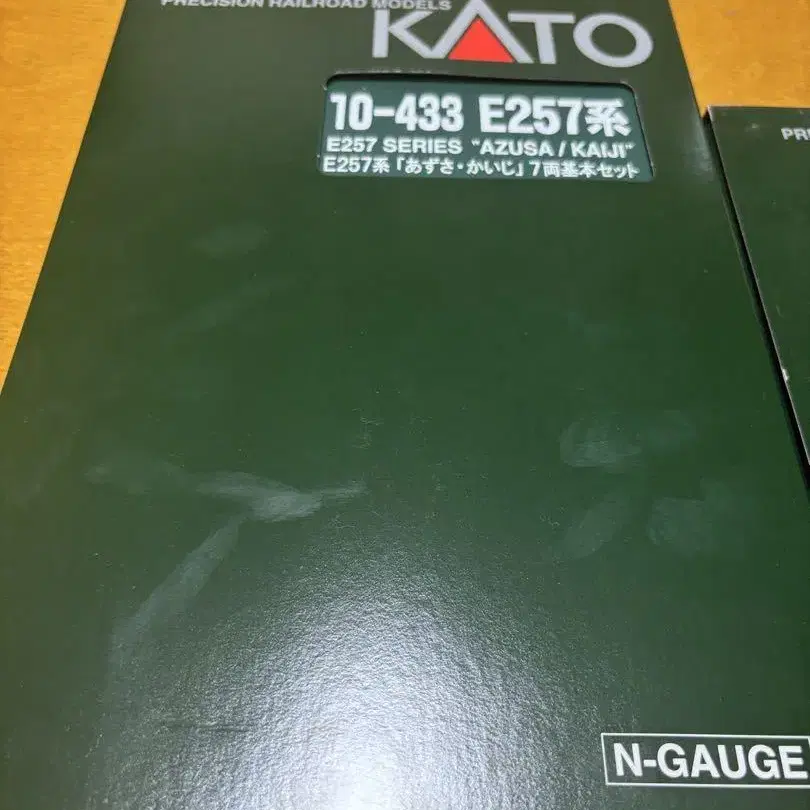 PRECISION RAILROAD MODELS
KATO
10-433 E257系
E257 SERIES "AZUSA / KAIJI"
E257系「あずさ・かいじ」7両基本セット
N-GAUGE